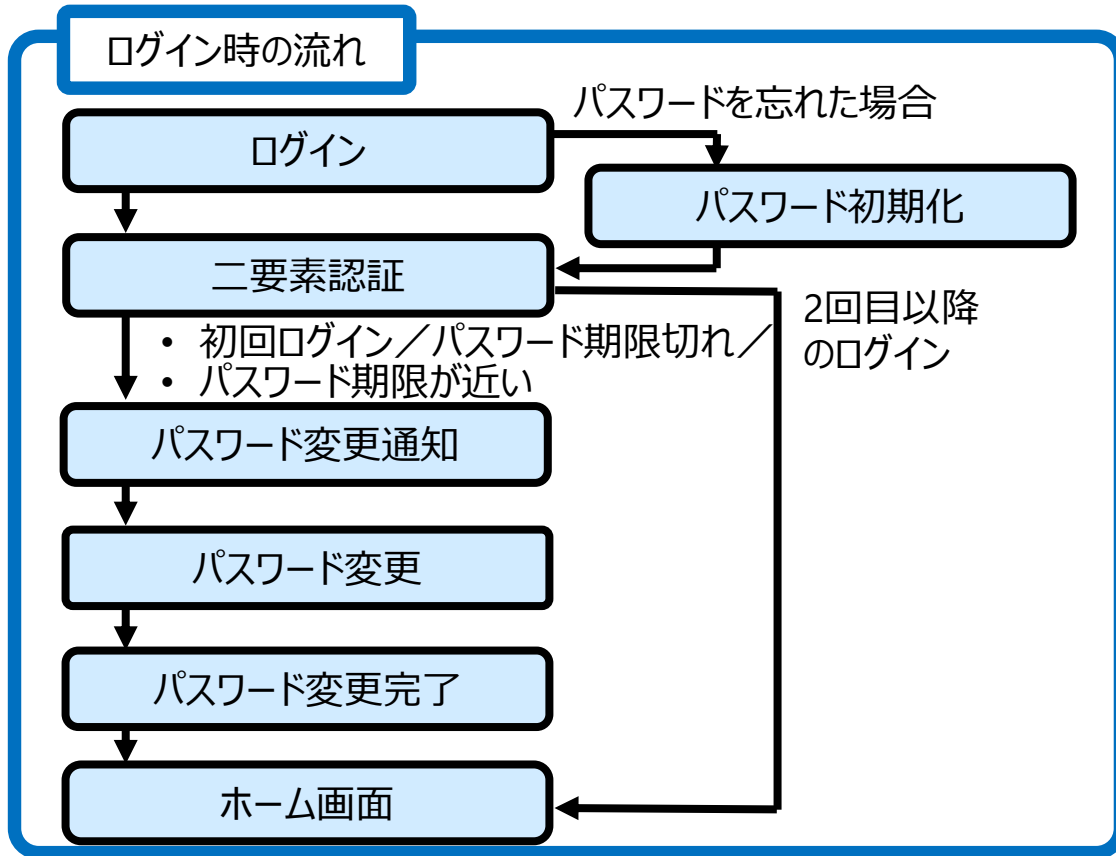 ログイン時の流れ
パスワードを忘れた場合
ログイン
パスワード初期化
二要素認証
2回目以降
のログイン
• 初回ログイン／パスワード期限切れ／
• パスワード期限が近い
パスワード変更通知
パスワード変更
パスワード変更完了
ホーム画面